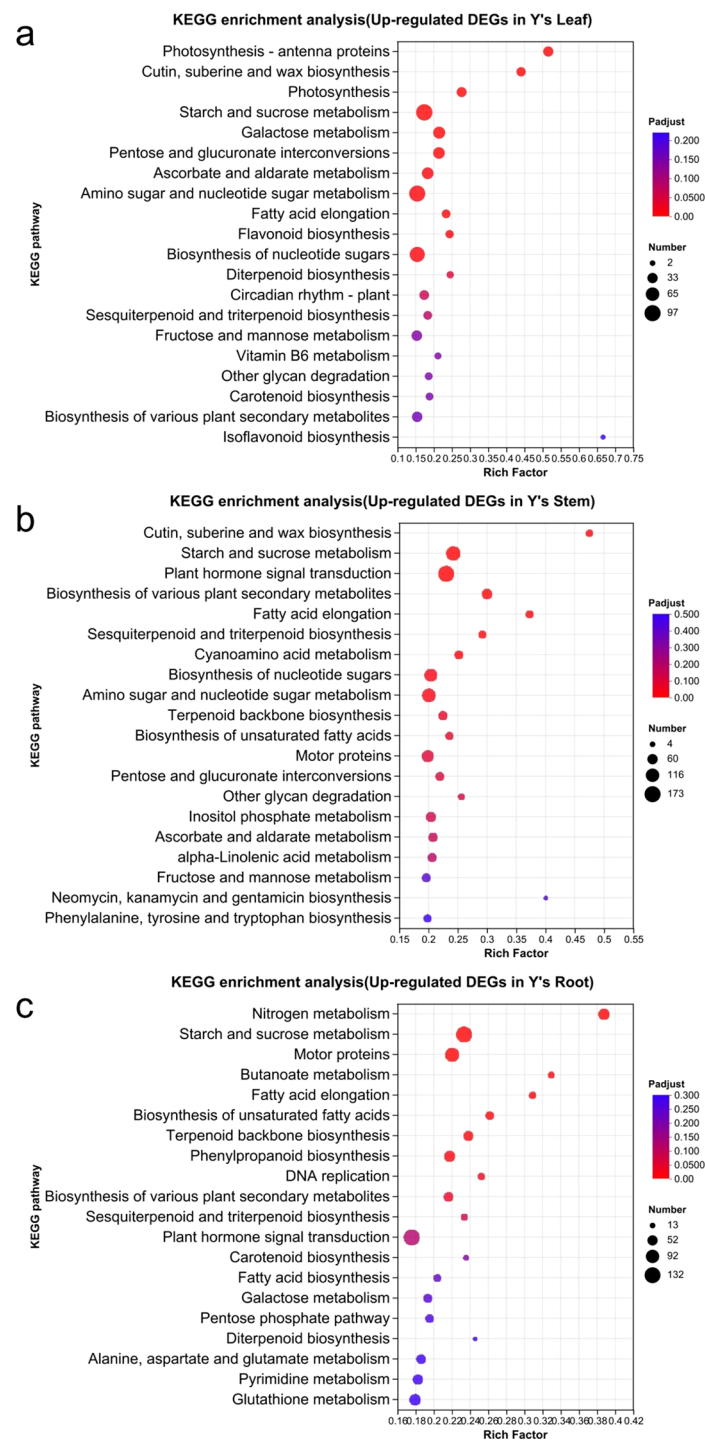 a
KEGG enrichment analysis(Up-regulated DEGs in Y's Leaf)
KEGG pathway
Photosynthesis - antenna proteins
Cutin, suberine and wax biosynthesis
Photosynthesis
Starch and sucrose metabolism
Galactose metabolism
Pentose and glucuronate interconversions
Ascorbate and aldarate metabolism
Amino sugar and nucleotide sugar metabolism
Fatty acid elongation
Flavonoid biosynthesis
Biosynthesis of nucleotide sugars
Diterpenoid biosynthesis
Circadian rhythm - plant
Sesquiterpenoid and triterpenoid biosynthesis
Fructose and mannose metabolism
Vitamin B6 metabolism
Other glycan degradation
Carotenoid biosynthesis
Biosynthesis of various plant secondary metabolites
Isoflavonoid biosynthesis
0.1 0.15 0.2 0.25 0.3 0.35 0.4 0.45 0.5 0.55 0.6 0.65 0.7 0.75
Rich Factor
Padjust
0.200
0.150
0.100
0.0500
0.00
Number
2
33
65
97
b
KEGG enrichment analysis(Up-regulated DEGs in Y's Stem)
KEGG pathway
Cutin, suberine and wax biosynthesis
Starch and sucrose metabolism
Plant hormone signal transduction
Biosynthesis of various plant secondary metabolites
Fatty acid elongation
Sesquiterpenoid and triterpenoid biosynthesis
Cyanoamino acid metabolism
Biosynthesis of nucleotide sugars
Amino sugar and nucleotide sugar metabolism
Terpenoid backbone biosynthesis
Biosynthesis of unsaturated fatty acids
Motor proteins
Pentose and glucuronate interconversions
Other glycan degradation
Inositol phosphate metabolism
Ascorbate and aldarate metabolism
alpha-Linolenic acid metabolism
Fructose and mannose metabolism
Neomycin, kanamycin and gentamicin biosynthesis
Phenylalanine, tyrosine and tryptophan biosynthesis
0.15 0.2 0.25 0.3 0.35 0.4 0.45 0.5 0.55
Rich Factor
Padjust
0.500
0.400
0.300
0.200
0.100
0.00
Number
4
60
116
173
c
KEGG enrichment analysis(Up-regulated DEGs in Y's Root)
KEGG pathway
Nitrogen metabolism
Starch and sucrose metabolism
Motor proteins
Butanoate metabolism
Fatty acid elongation
Biosynthesis of unsaturated fatty acids
Terpenoid backbone biosynthesis
Phenylpropanoid biosynthesis
DNA replication
Biosynthesis of various plant secondary metabolites
Sesquiterpenoid and triterpenoid biosynthesis
Plant hormone signal transduction
Carotenoid biosynthesis
Fatty acid biosynthesis
Galactose metabolism
Pentose phosphate pathway
Diterpenoid biosynthesis
Alanine, aspartate and glutamate metabolism
Pyrimidine metabolism
Glutathione metabolism
0.16 0.18 0.2 0.22 0.24 0.26 0.28 0.3 0.32 0.34 0.36 0.38 0.4 0.42
Rich Factor
Padjust
0.300
0.250
0.200
0.150
0.100
0.0500
0.00
Number
13
52
92
132